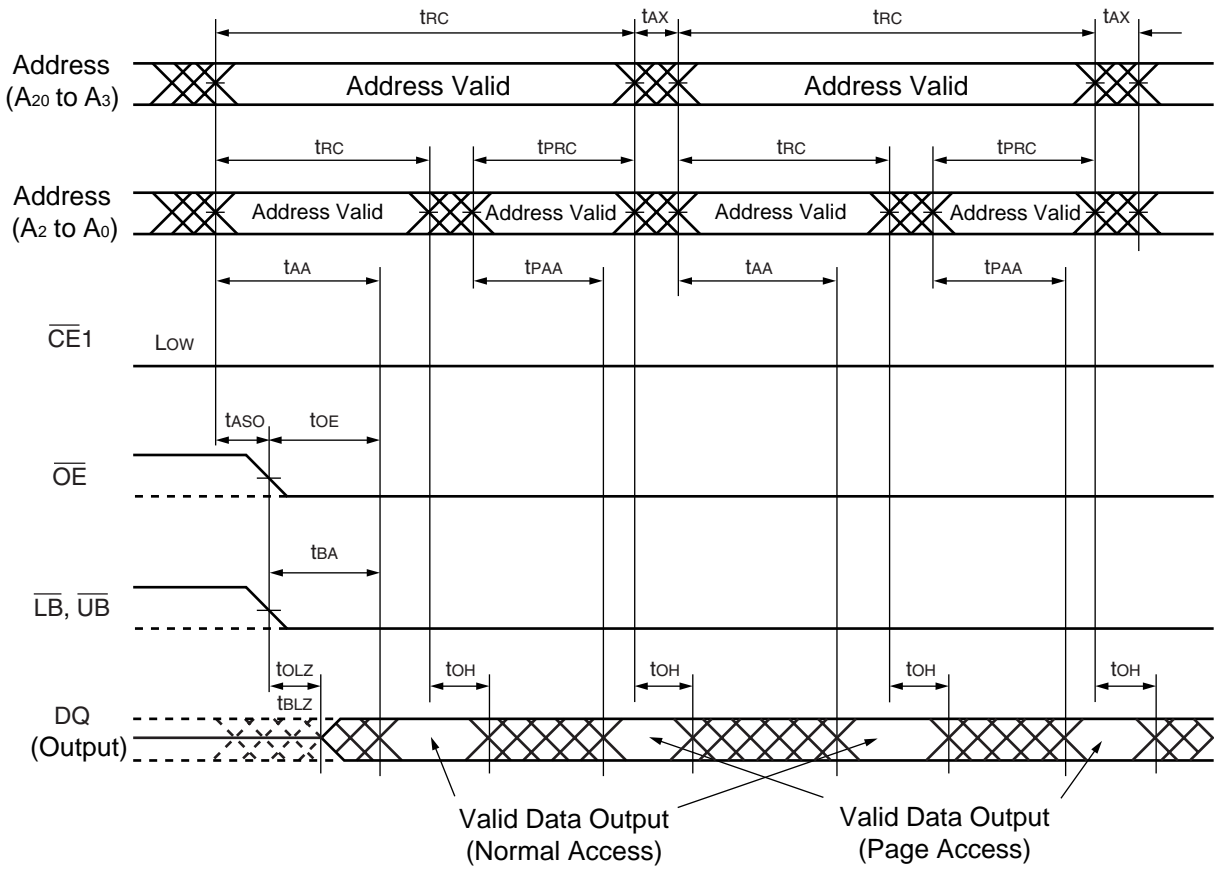 tRC tAX tRC tAX
Address
(A20 to A3)
Address Valid Address Valid
tRC tPRC tRC tPRC
Address
(A2 to A0)
Address Valid Address Valid Address Valid Address Valid
tAA tPAA tAA tPAA
CE1
LOW
tASO tOE
OE
tBA
LB, UB
tOLZ tOH tOH tOH tOH
tBLZ
DQ
(Output)
Valid Data Output
(Normal Access)
Valid Data Output
(Page Access)